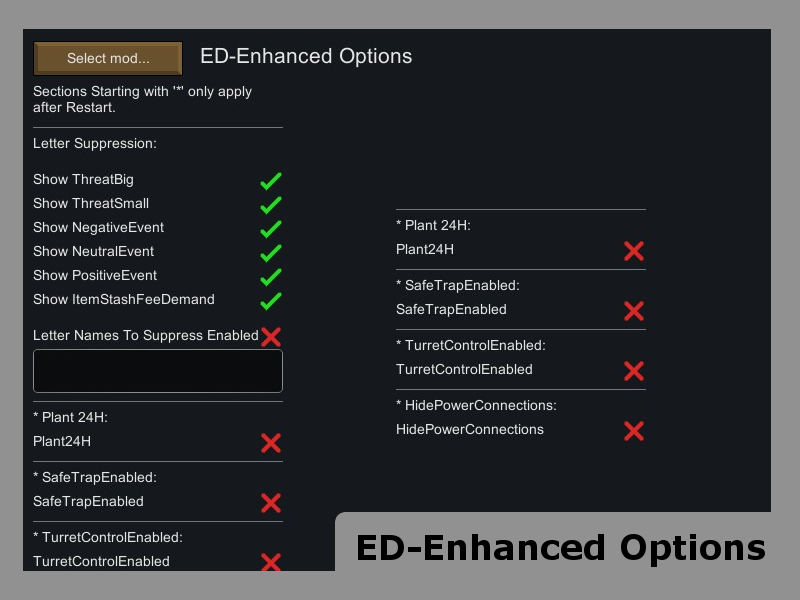 Select mod...
ED-Enhanced Options
Sections Starting with '*' only apply
after Restart.
Letter Suppression:
Show ThreatBig
Show ThreatSmall
Show NegativeEvent
Show NeutralEvent
Show PositiveEvent
Show ItemStashFeeDemand
Letter Names To Suppress Enabled
* Plant 24H:
Plant24H
* SafeTrapEnabled:
SafeTrapEnabled
* TurretControlEnabled:
TurretControlEnabled
* Plant 24H:
Plant24H
* SafeTrapEnabled:
SafeTrapEnabled
* TurretControlEnabled:
TurretControlEnabled
* HidePowerConnections:
HidePowerConnections
ED-Enhanced Options